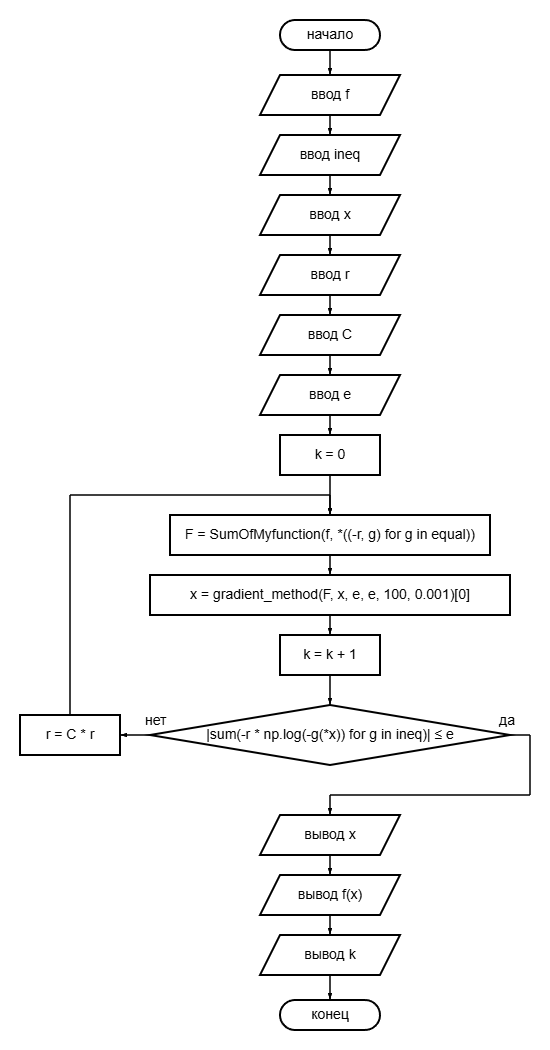 начало
ввод f
ввод ineq
ввод x
ввод r
ввод C
ввод e
k = 0
F = SumOfMyfunction(f, *((-r, g) for g in equal))
x = gradient_method(F, x, e, e, 100, 0.001)[0]
k = k + 1
нет
да
r = C * r
|sum(-r * np.log(-g(*x)) for g in ineq)| ≤ e
вывод x
вывод f(x)
вывод k
конец